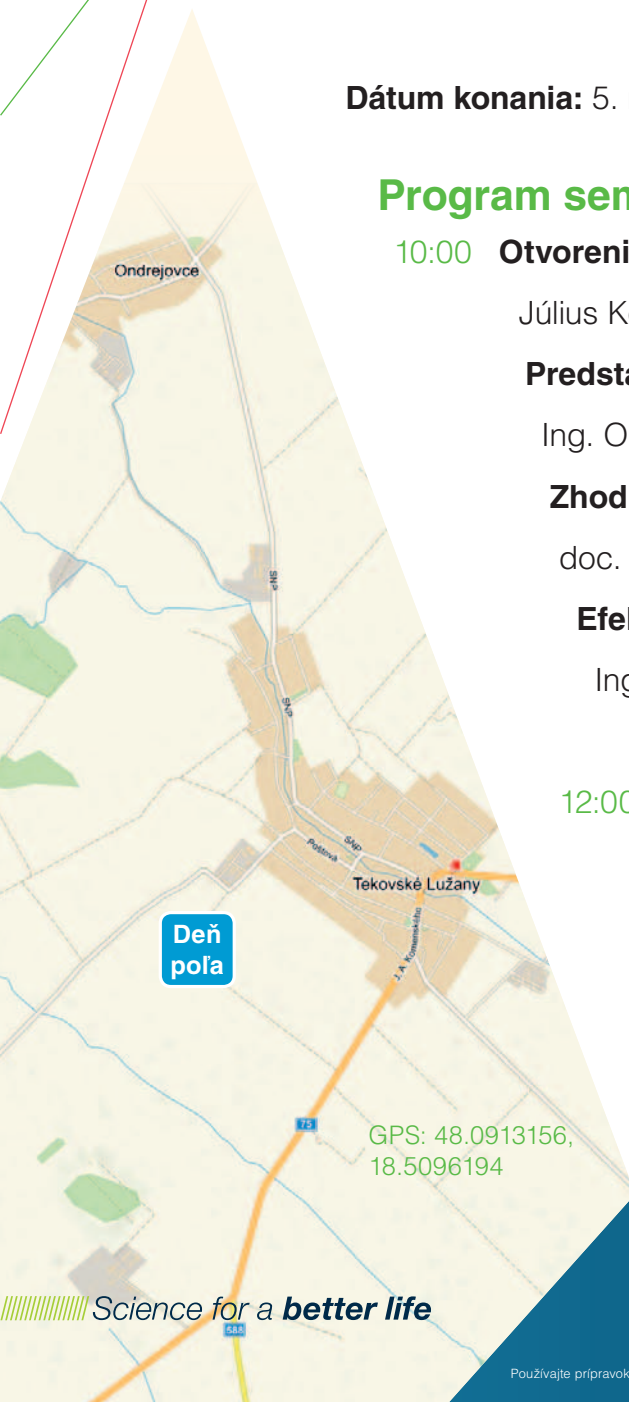 Dátum konania: 5.
Program sem
10:00 Otvoreni
Július K
Predsta
Ing. O
Zhod
doc.
Efe
Ing
12:00
Ondrejovce
SNP
SNP
SNP
Poštová
Tekovské Lužany
J. A. Komenského
Deň
poľa
75
GPS: 48.0913156,
18.5096194
Science for a better life
588
Používajte prípravok